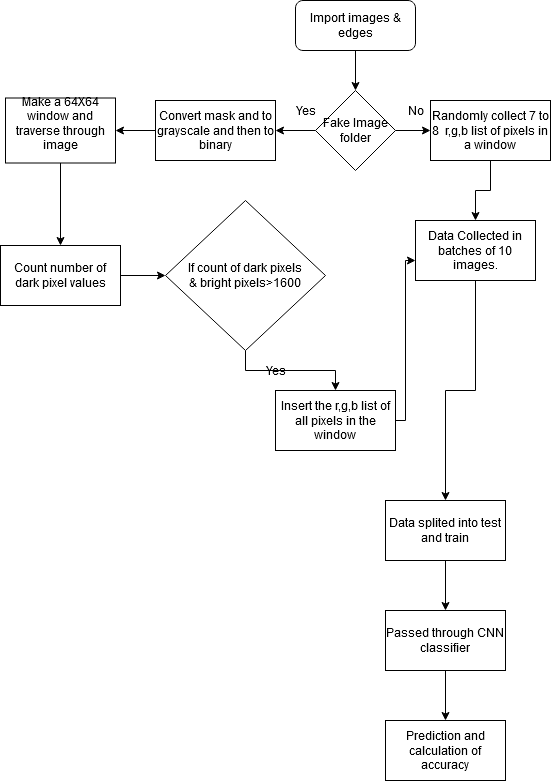 Import images &
edges
Yes
Fake Image
folder
No
Make a 64X64
window and
traverse through
image
Convert mask and to
grayscale and then to
binary
Randomly collect 7 to
8 r,g,b list of pixels in
a window
Data Collected in
batches of 10
images.
Count number of
dark pixel values
If count of dark pixels
& bright pixels>1600
Yes
Insert the r,g,b list of
all pixels in the
window
Data splited into test
and train
Passed through CNN
classifier
Prediction and
calculation of
accuracy